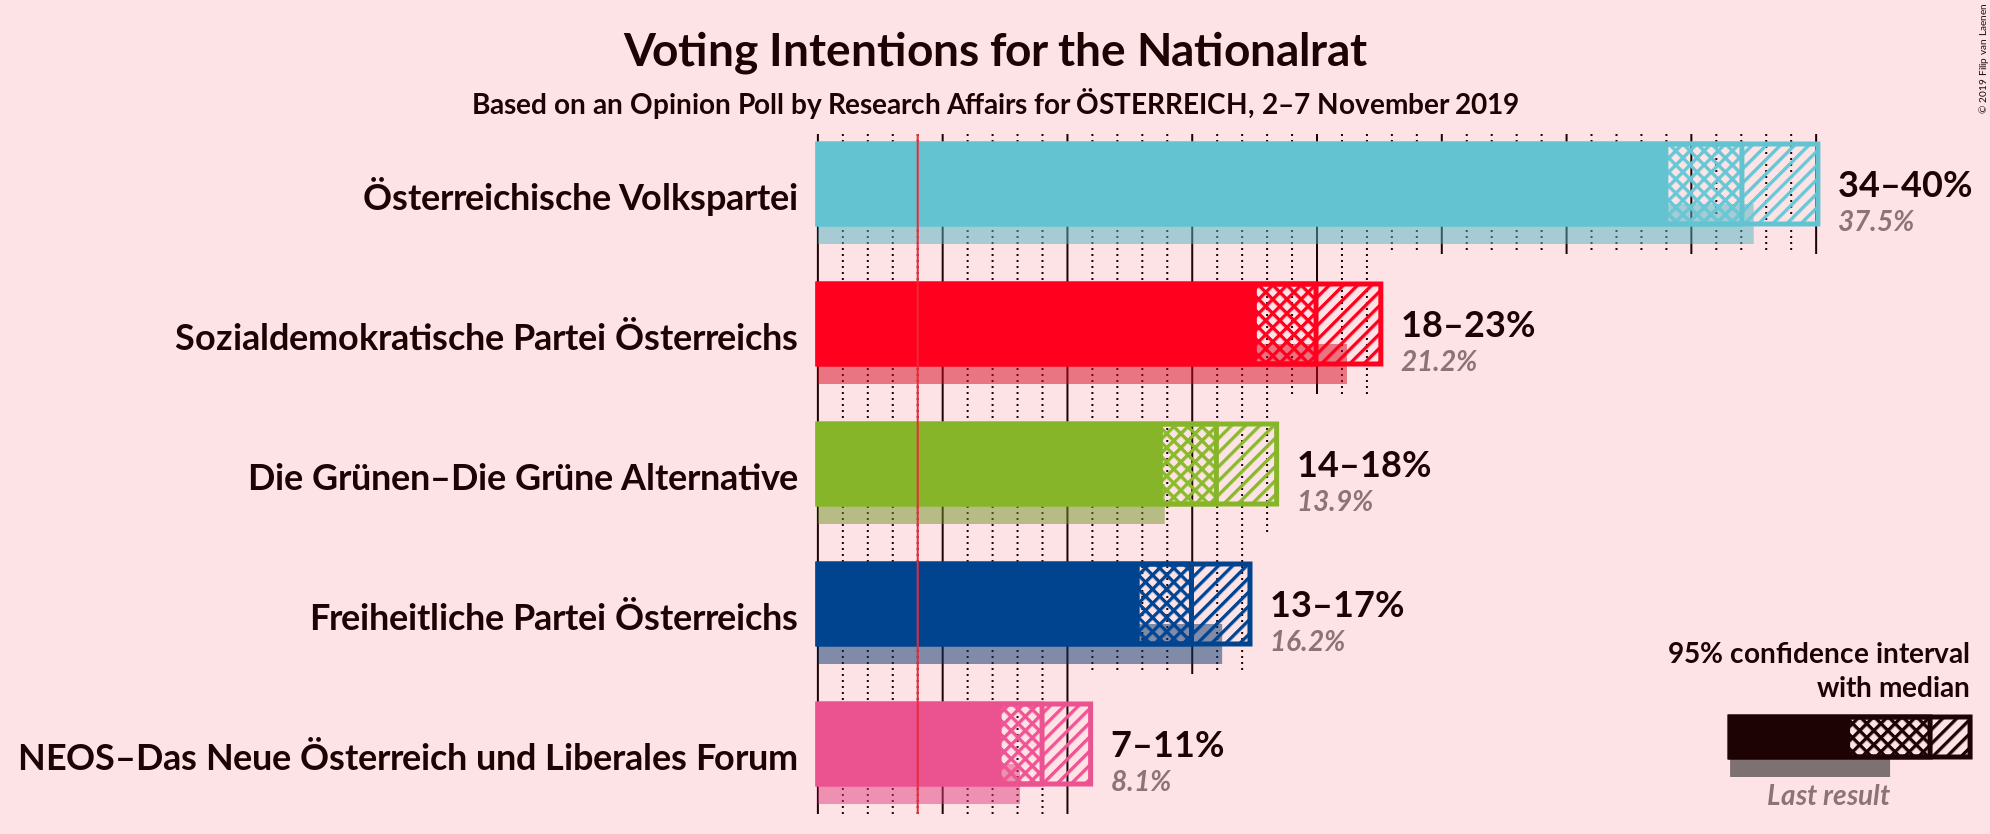 Voting Intentions for the Nationalrat
Based on an Opinion Poll by Research Affairs for ÖSTERREICH, 2–7 November 2019
© 2019 Filip van Laenen
Österreichische Volkspartei
34–40%
37.5%
Sozialdemokratische Partei Österreichs
18–23%
21.2%
Die Grünen–Die Grüne Alternative
14–18%
13.9%
Freiheitliche Partei Österreichs
13–17%
16.2%
NEOS–Das Neue Österreich und Liberales Forum
7–11%
8.1%
95% confidence interval
with median
Last result